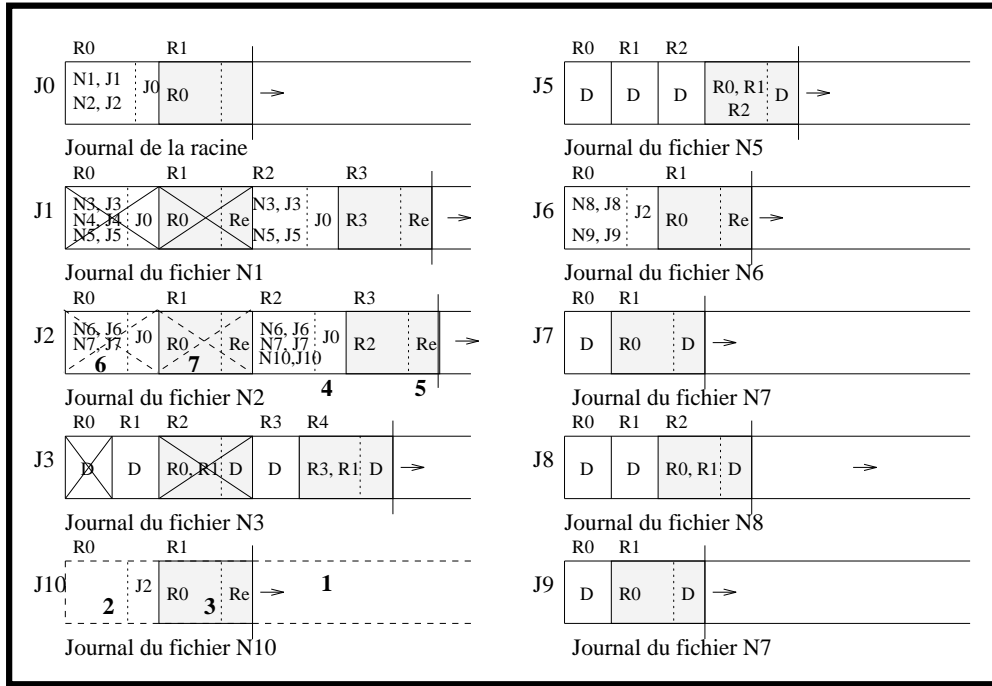 R0 R1
J0 N1, J1 J0 R0
N2, J2
Journal de la racine
R0 R1 R2 R3
J1 N3, J3 J0 R0 Re N3, J3 J0 R3 Re
N4, J4
N5, J5 N5, J5
Journal du fichier N1
R0 R1 R2 R3
J2 N6, J6 J0 R0 Re N6, J6 J0 R2 Re
N7, J7 N7, J7
6 7 N10,J10
4 5
Journal du fichier N2
R0 R1 R2 R3 R4
J3 D D R0, R1 D D R3, R1 D
Journal du fichier N3
R0 R1
J10 J2 R0 Re 1
2 3
Journal du fichier N10
R0 R1 R2
J5 D D D R0, R1 D
R2
Journal du fichier N5
R0 R1
J6 N8, J8 J2 R0 Re
N9, J9
Journal du fichier N6
R0 R1
J7 D R0 D
Journal du fichier N7
R0 R1 R2
J8 D D R0, R1 D
Journal du fichier N8
R0 R1
J9 D R0 D
Journal du fichier N7